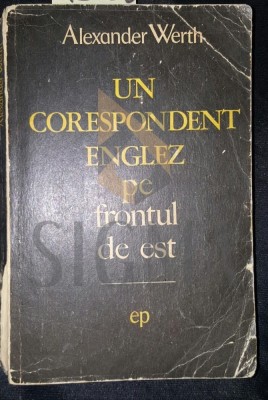 Alexander Werth
UN
CORESPONDENT
ENGLEZ
pe
frontul
de est
ep